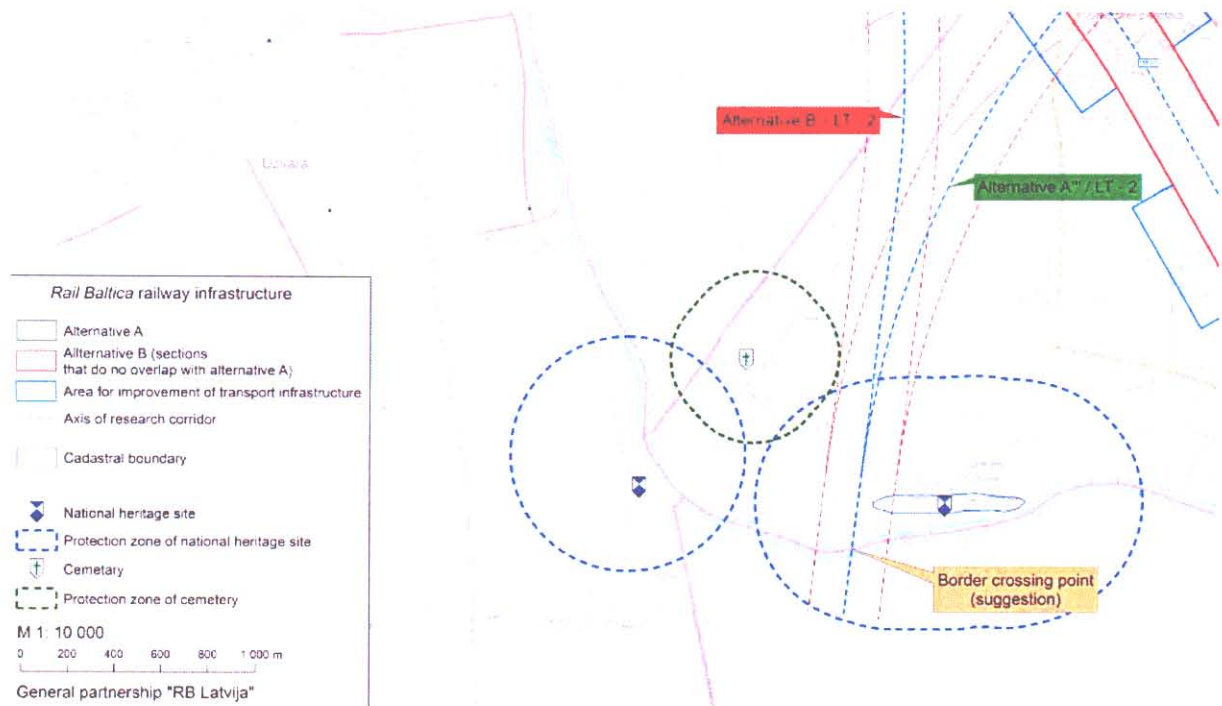 Alternative B - LT - 2
Alternative A''' / LT - 2
Uzvara
Rail Baltica railway infrastructure
Alternative A
Allternative B (sections
that do no overlap with alternative A)
Area for improvement of transport infrastructure
Axis of research corridor
Cadastral boundary
National heritage site
Protection zone of national heritage site
Cemetary
Protection zone of cemetery
M 1: 10 000
0 200 400 600 800 1 000 m
General partnership "RB Latvija"
Border crossing point
(suggestion)